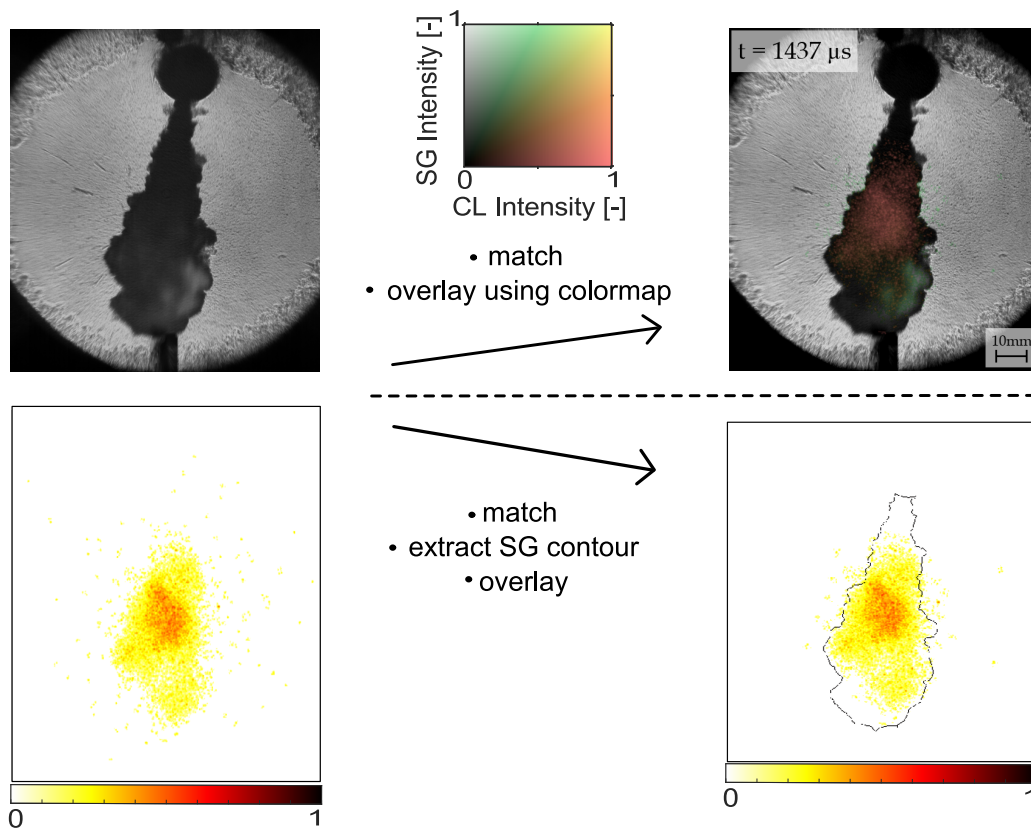 1
SG Intensity [-]
0
1
CL Intensity [-]
• match
• overlay using colormap
t = 1437 µs
10mm
• match
• extract SG contour
• overlay
0
1
0
1